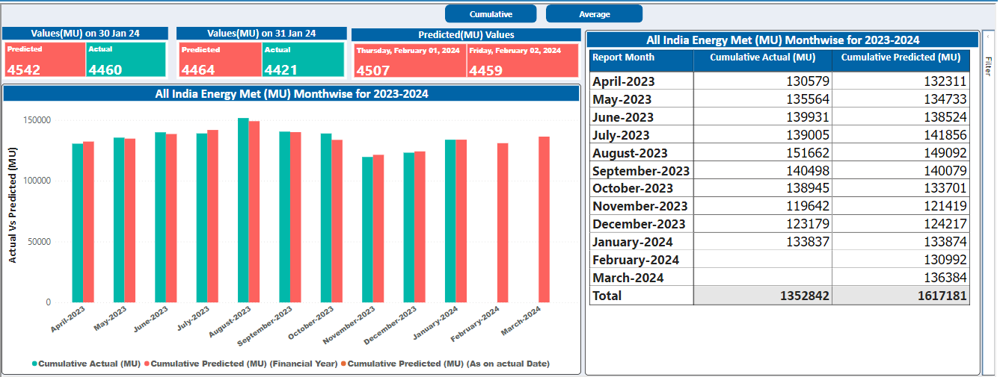 Cumulative Average
Values(MU) on 30 Jan 24
Predicted Actual
4542 4460
Values(MU) on 31 Jan 24
Predicted Actual
4464 4421
Predicted(MU) Values
Thursday, February 01, 2024 Friday, February 02, 2024
4507 4459
All India Energy Met (MU) Monthwise for 2023-2024
Actual Vs Predicted (MU)
150000
100000
50000
0
April-2023 May-2023 June-2023 July-2023 August-2023 September-2023 October-2023 November-2023 December-2023 January-2024 February-2024 March-2024
Cumulative Actual (MU) Cumulative Predicted (MU) (Financial Year) Cumulative Predicted (MU) (As on actual Date)
All India Energy Met (MU) Monthwise for 2023-2024
Report Month Cumulative Actual (MU) Cumulative Predicted (MU)
April-2023 130579 132311
May-2023 135564 134733
June-2023 139931 138524
July-2023 139005 141856
August-2023 151662 149092
September-2023 140498 140079
October-2023 138945 133701
November-2023 119642 121419
December-2023 123179 124217
January-2024 133837 133874
February-2024 130992
March-2024 136384
Total 1352842 1617181
Filter